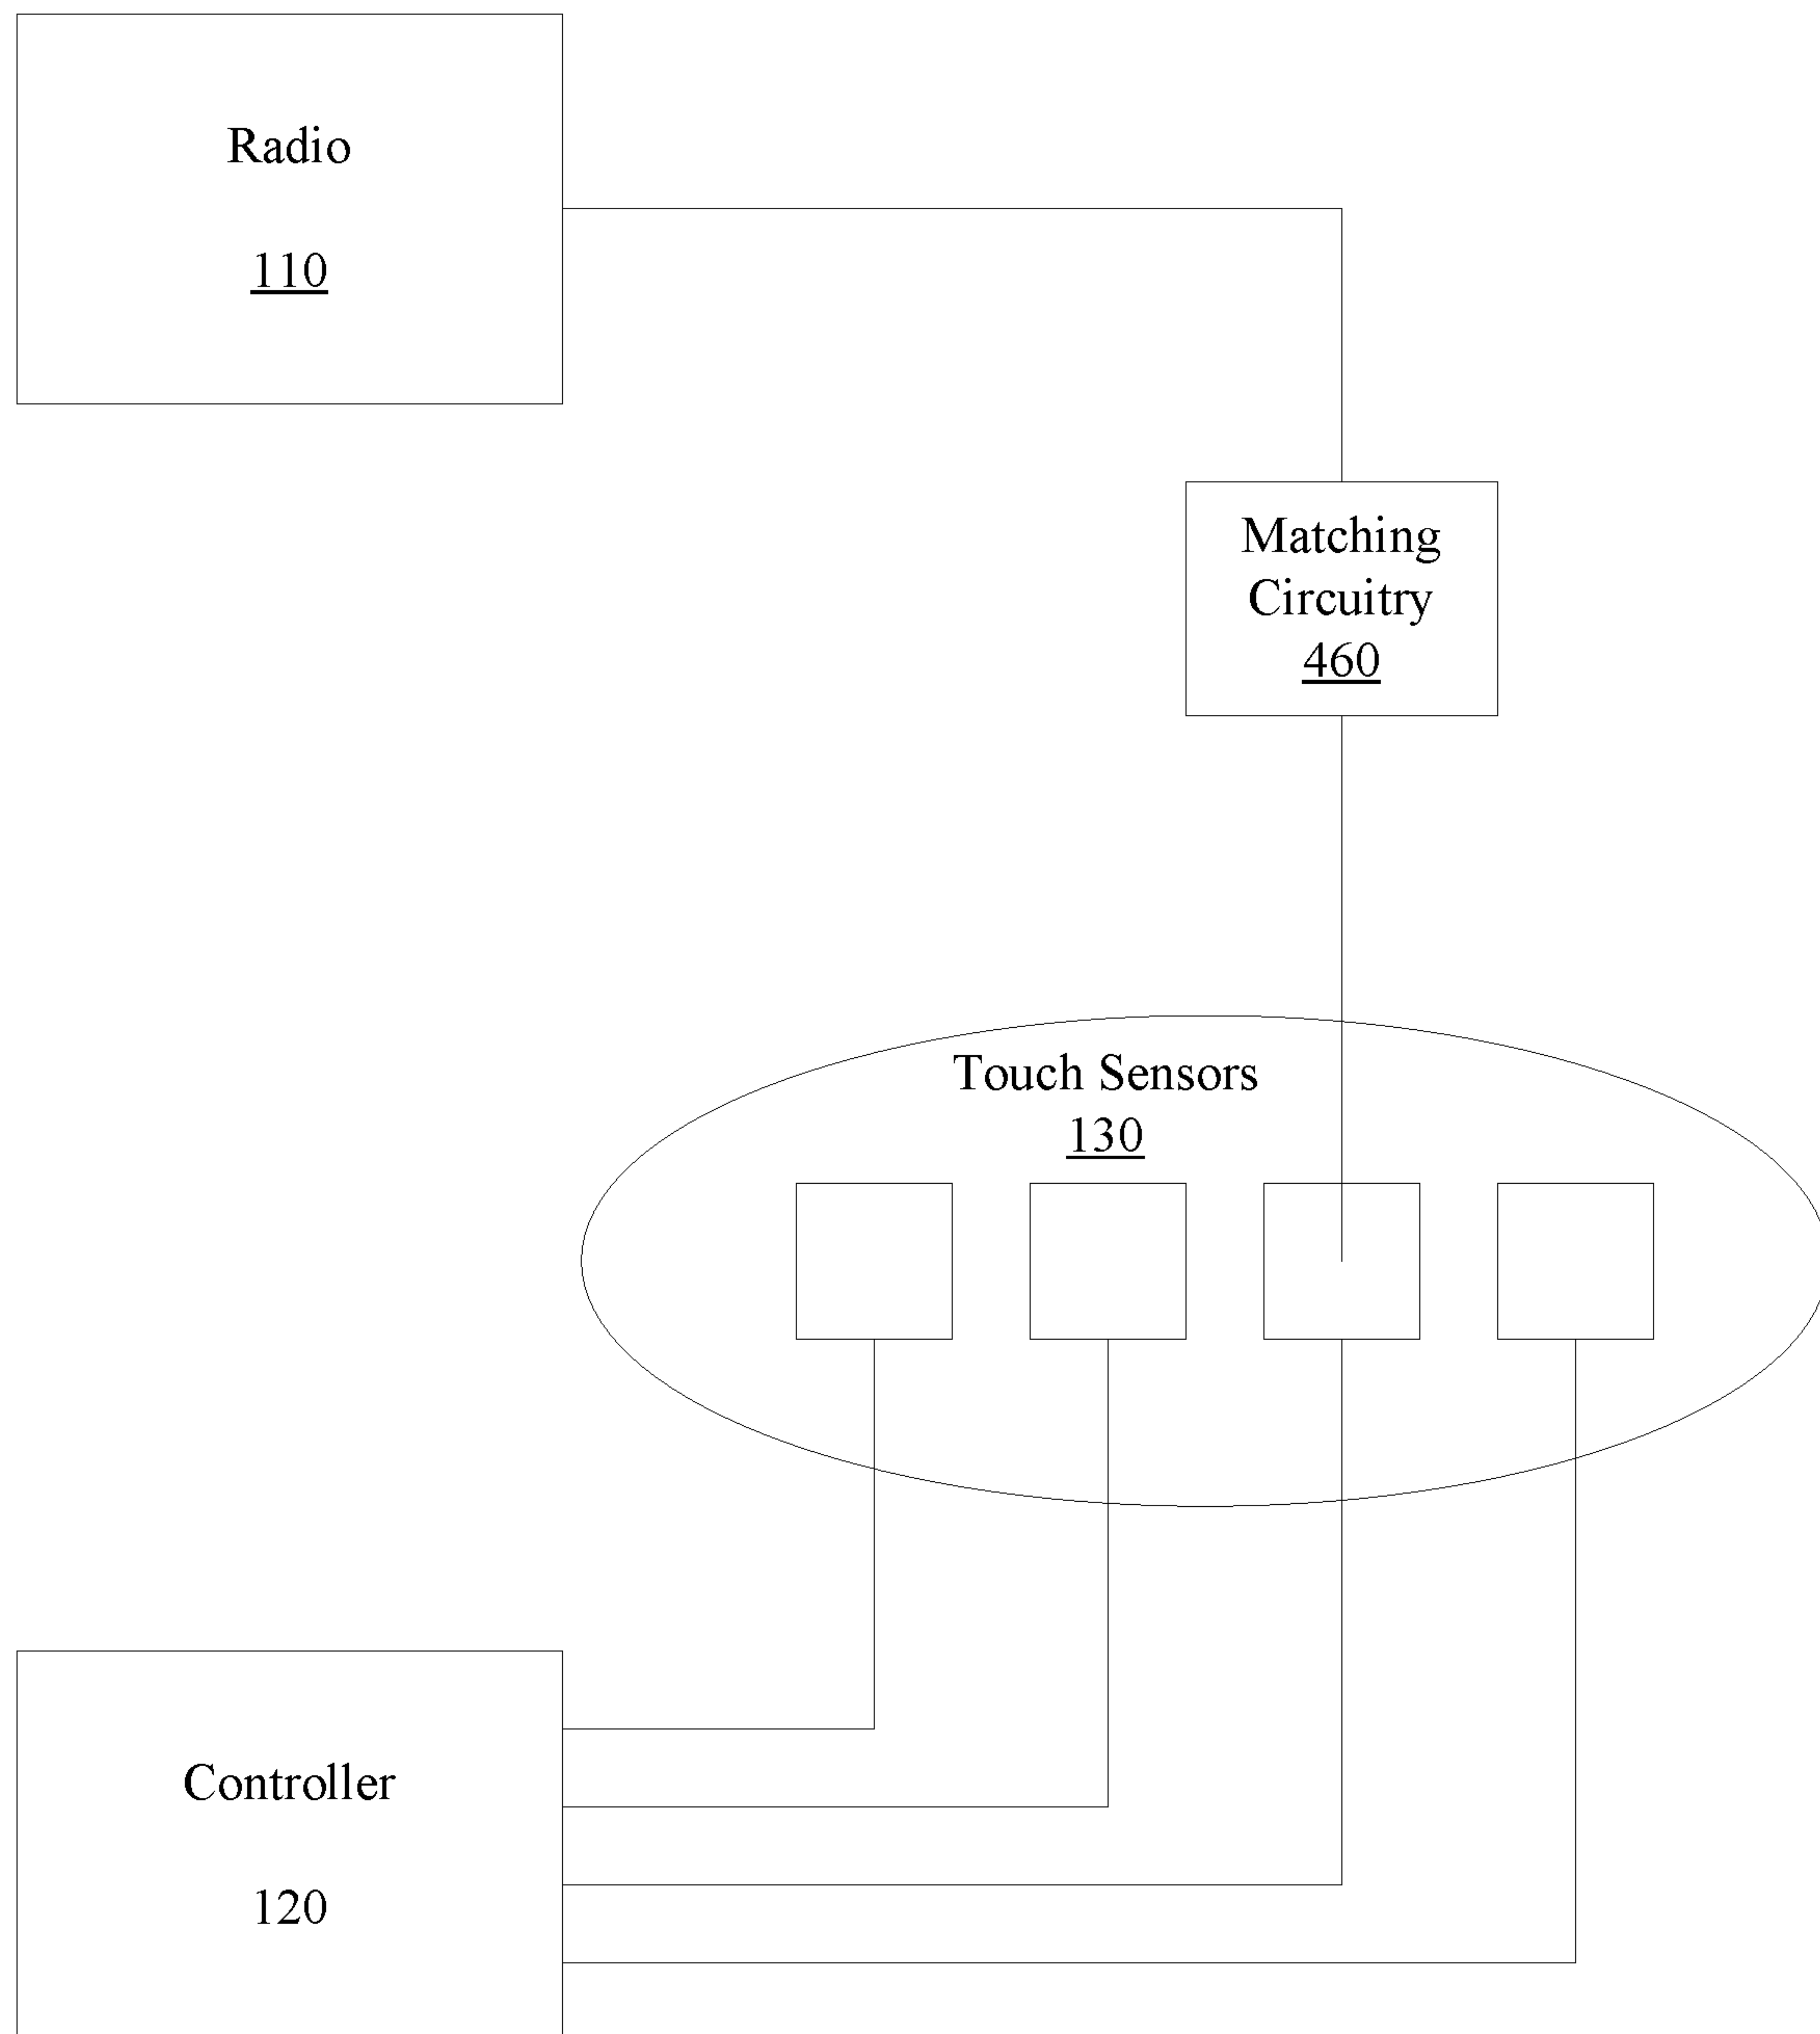 Radio
110
Matching
Circuitry
460
Touch Sensors
130
Controller
120